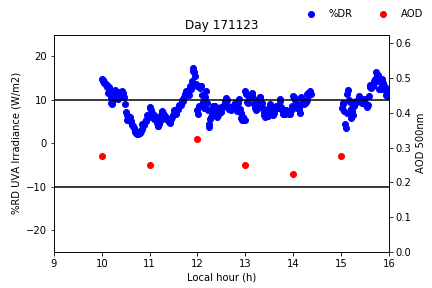 %DR AOD
Day 171123
%RD UVA Irradiance (W/m2)
20
10
0
−10
−20
0.6
0.5
0.4
0.3
0.2
0.1
0.0
AOD 500nm
9 10 11 12 13 14 15 16
Local hour (h)